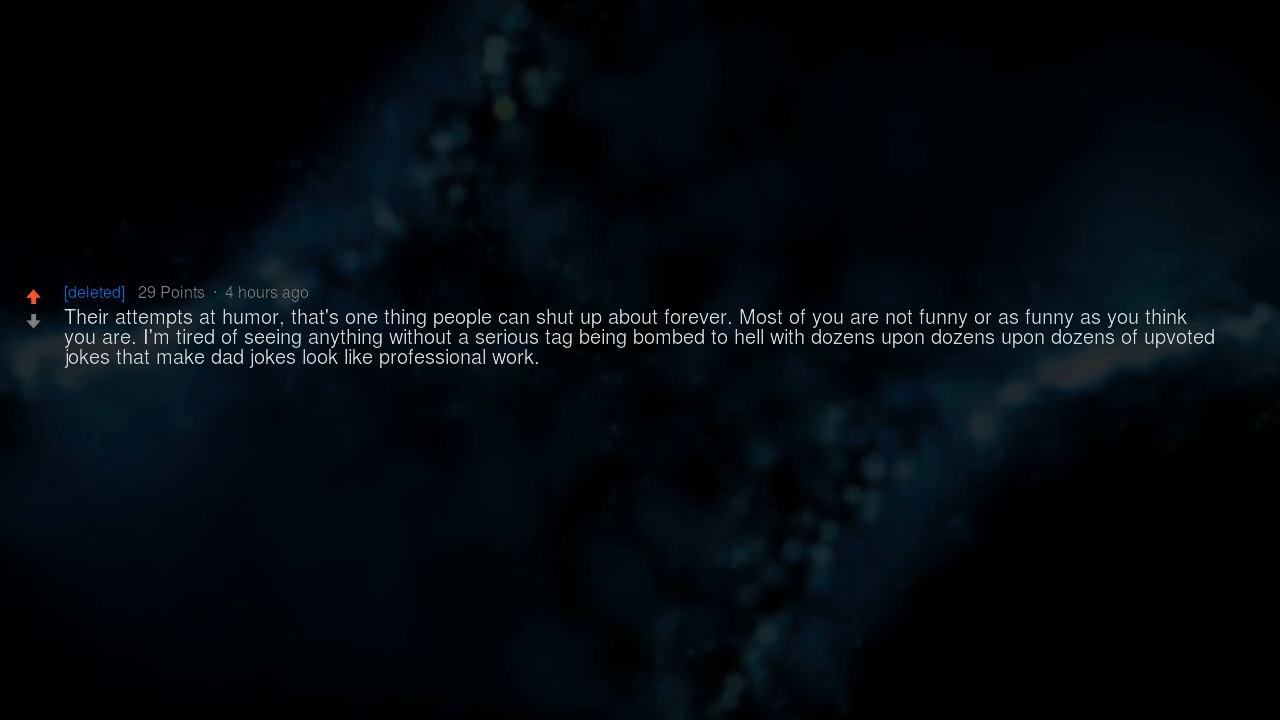 [deleted] 29 Points · 4 hours ago
Their attempts at humor, that's one thing people can shut up about forever. Most of you are not funny or as funny as you think
you are. I'm tired of seeing anything without a serious tag being bombed to hell with dozens upon dozens upon dozens of upvoted
jokes that make dad jokes look like professional work.